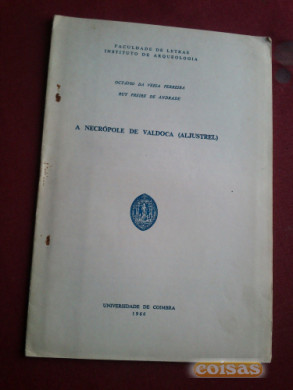 FACULDADE DE LETRAS
INSTITUTO DE ARQUEOLOGIA
OCTÁVIO DA VEIGA FERREIRA
RUY FREIRE DE ANDRADE
A NECRÓPOLE DE VALDOCA (ALJUSTREL)
UNIVERSIDADE DE COIMBRA
1966
coisas